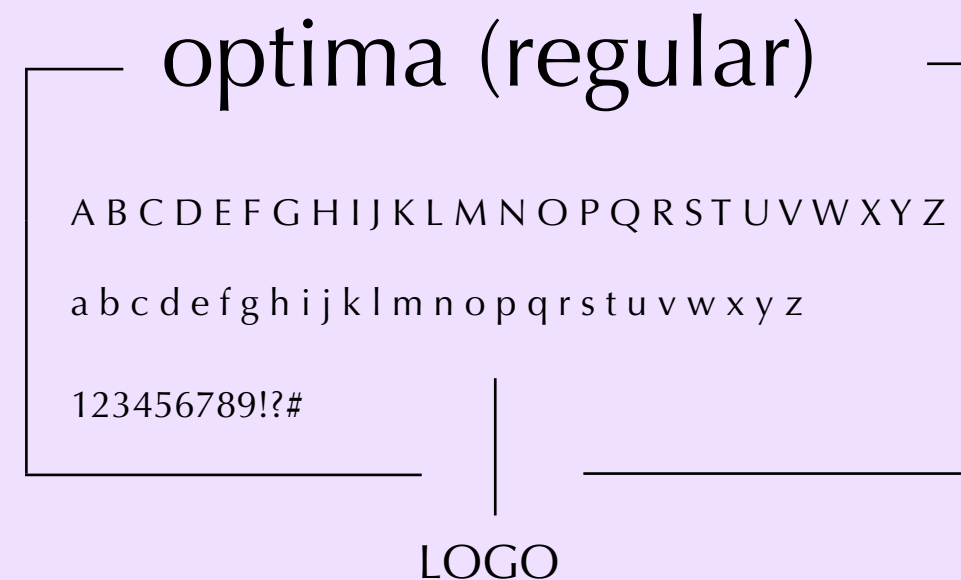 optima (regular)
A B C D E F G H I J K L M N O P Q R S T U V W X Y Z
a b c d e f g h i j k l m n o p q r s t u v w x y z
123456789!?#
LOGO